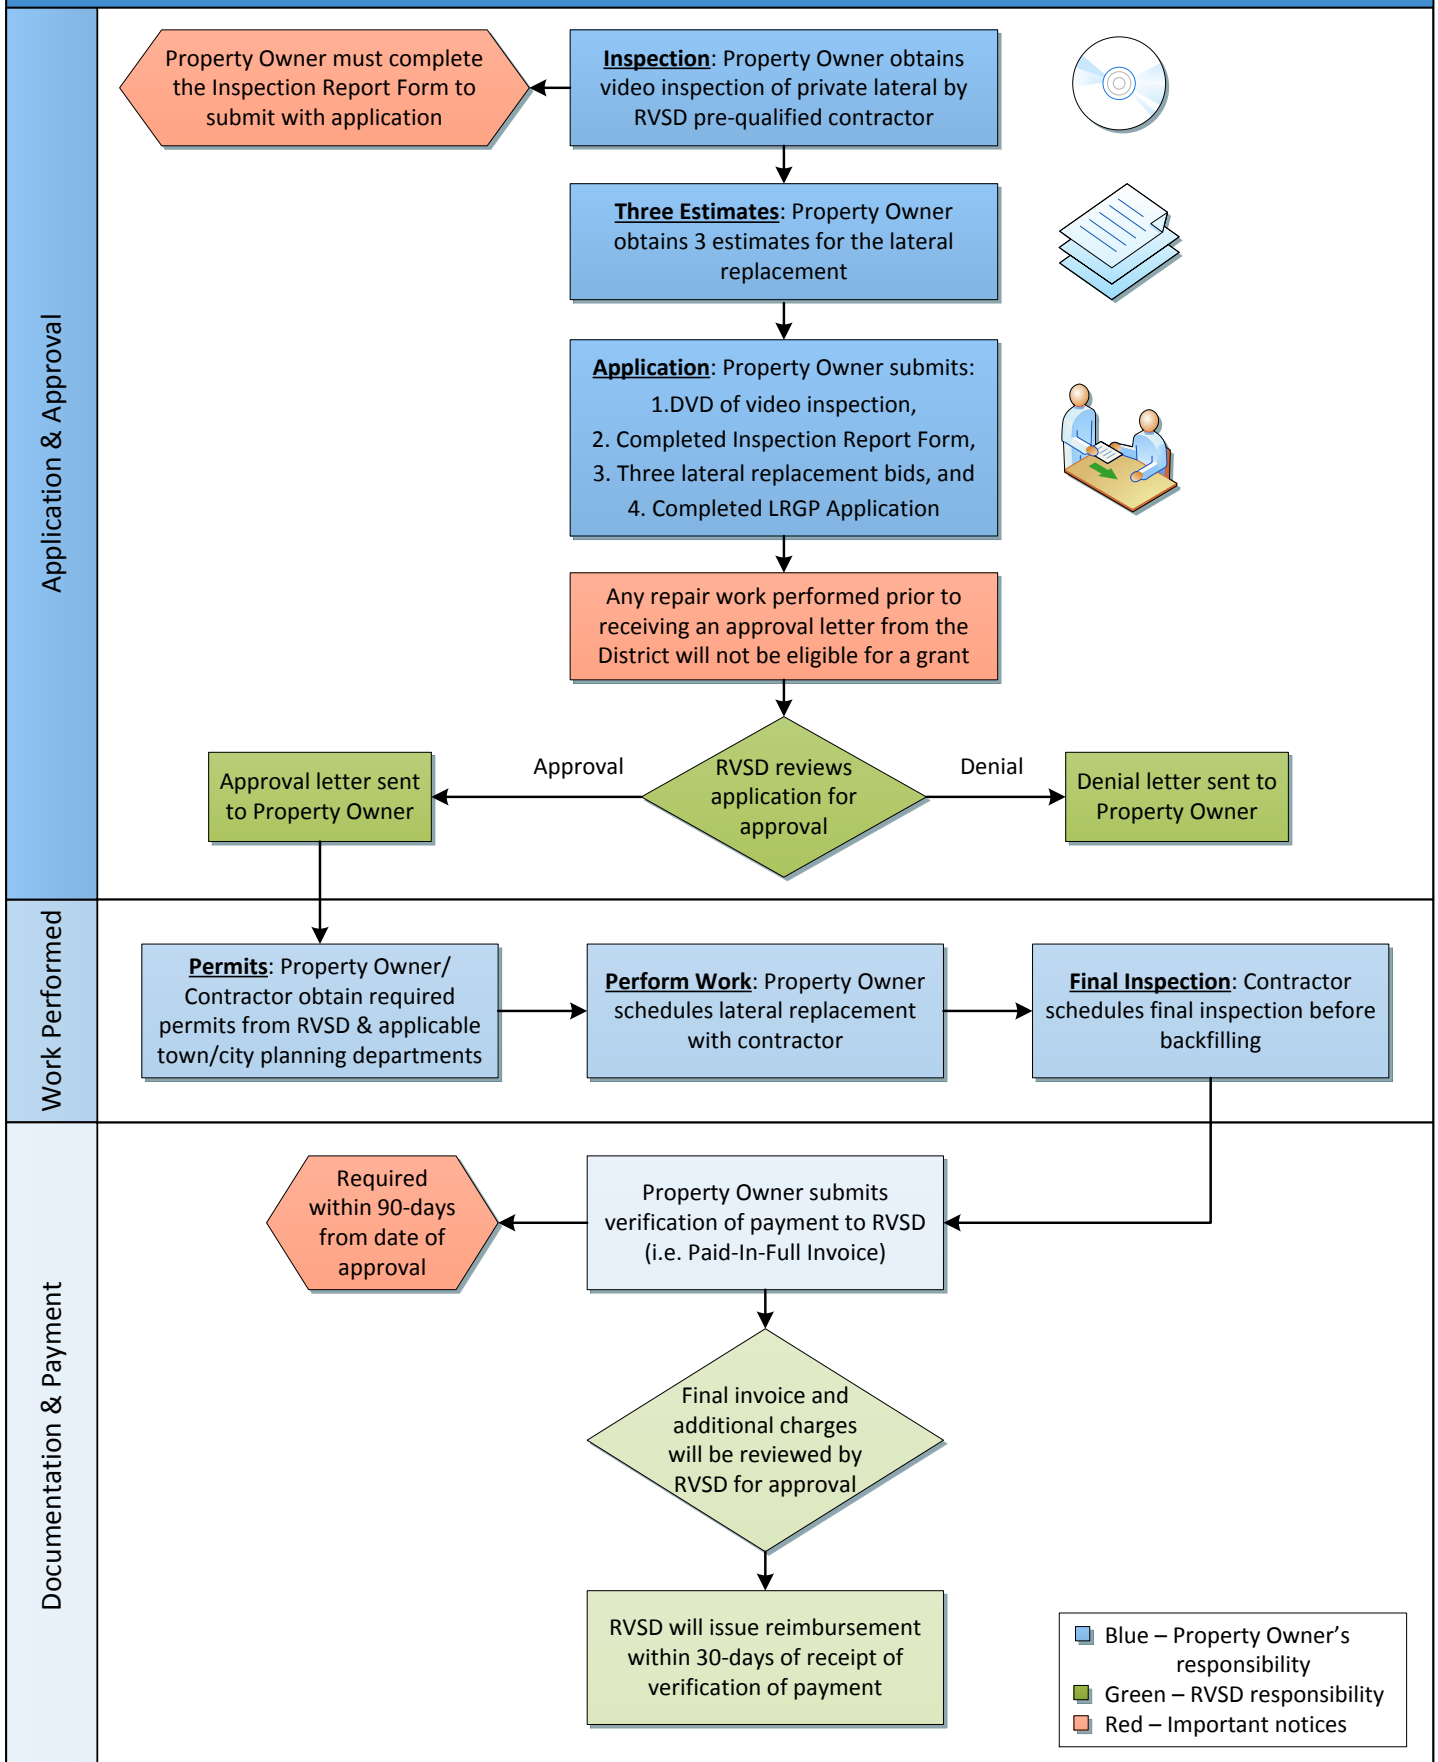 Application & Approval
Property Owner must complete
the Inspection Report Form to
submit with application
Inspection: Property Owner obtains
video inspection of private lateral by
RVSD pre-qualified contractor
Three Estimates: Property Owner
obtains 3 estimates for the lateral
replacement
Application: Property Owner submits:
1.DVD of video inspection,
2. Completed Inspection Report Form,
3. Three lateral replacement bids, and
4. Completed LRGP Application
Any repair work performed prior to
receiving an approval letter from the
District will not be eligible for a grant
Approval letter sent
to Property Owner
Approval
RVSD reviews
application for
approval
Denial
Denial letter sent to
Property Owner
Work Performed
Permits: Property Owner/
Contractor obtain required
permits from RVSD & applicable
town/city planning departments
Perform Work: Property Owner
schedules lateral replacement
with contractor
Final Inspection: Contractor
schedules final inspection before
backfilling
Documentation & Payment
Required
within 90-days
from date of
approval
Property Owner submits
verification of payment to RVSD
(i.e. Paid-In-Full Invoice)
Final invoice and
additional charges
will be reviewed by
RVSD for approval
RVSD will issue reimbursement
within 30-days of receipt of
verification of payment
Blue – Property Owner's
responsibility
Green – RVSD responsibility
Red – Important notices